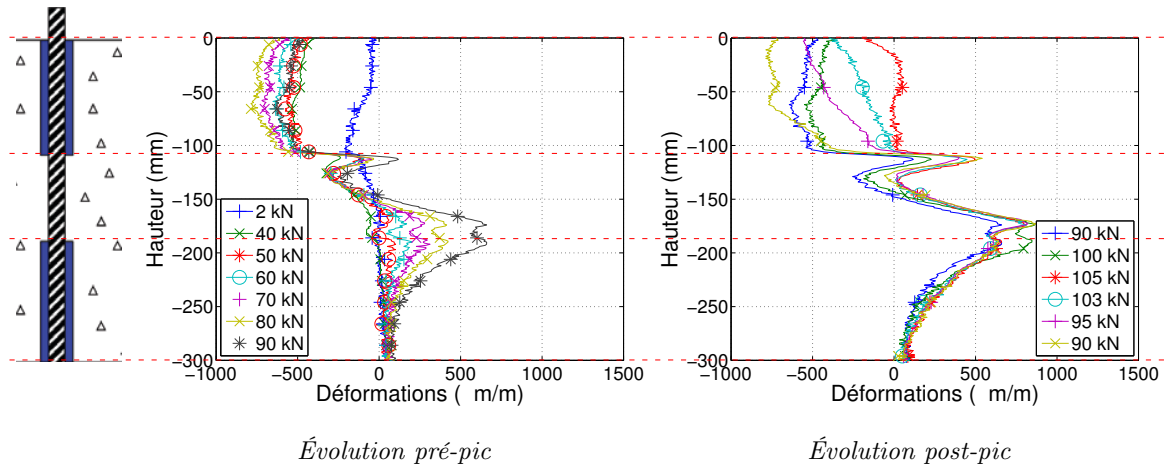 0
−50
−100
−150
−200
−250
−300
Hauteur (mm)
2 kN
40 kN
50 kN
60 kN
70 kN
80 kN
90 kN
−1000
−500
0
500
1000
1500
Déformations ( m/m)
Évolution pré-pic
0
−50
−100
−150
−200
−250
−300
Hauteur (mm)
90 kN
100 kN
105 kN
103 kN
95 kN
90 kN
−1000
−500
0
500
1000
1500
Déformations ( m/m)
Évolution post-pic